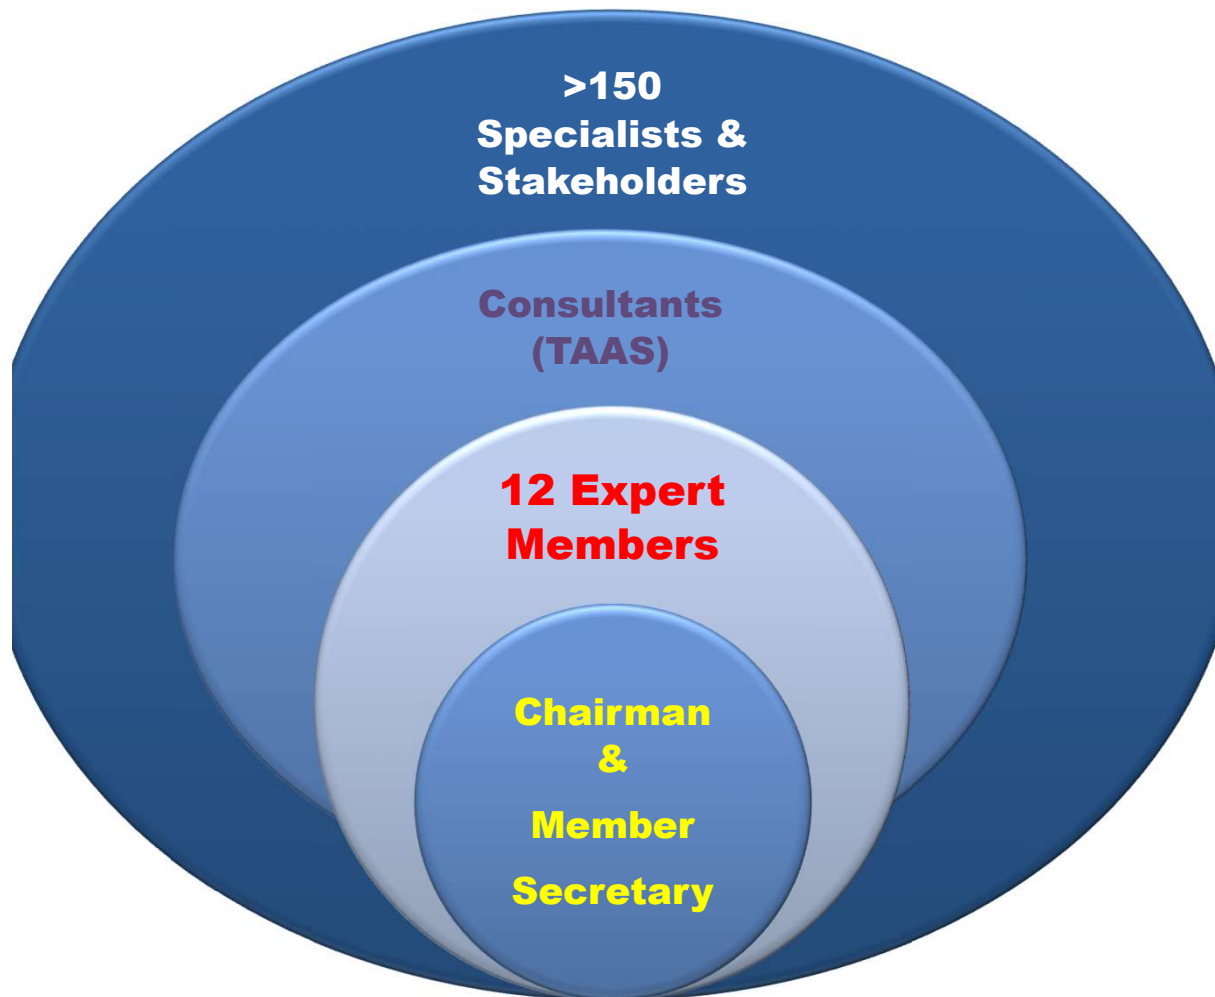 >150
Specialists &
Stakeholders
Consultants
(TAAS)
12 Expert
Members
Chairman
&
Member
Secretary